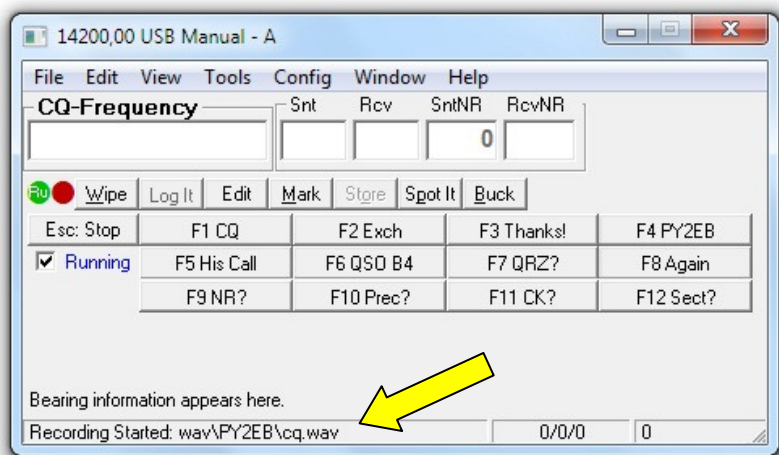 14200,00 USB Manual - A
File Edit View Tools Config Window Help
CQ-Frequency Snt Rcv SntNR RcvNR
0
Ru Wipe Log It Edit Mark Store Spot It Buck
Esc: Stop F1 CQ F2 Exch F3 Thanks! F4 PY2EB
Running F5 His Call F6 QSO B4 F7 QRZ? F8 Again
F9 NR? F10 Prec? F11 CK? F12 Sect?
Bearing information appears here.
Recording Started: wav\PY2EB\cq.wav 0/0/0 0